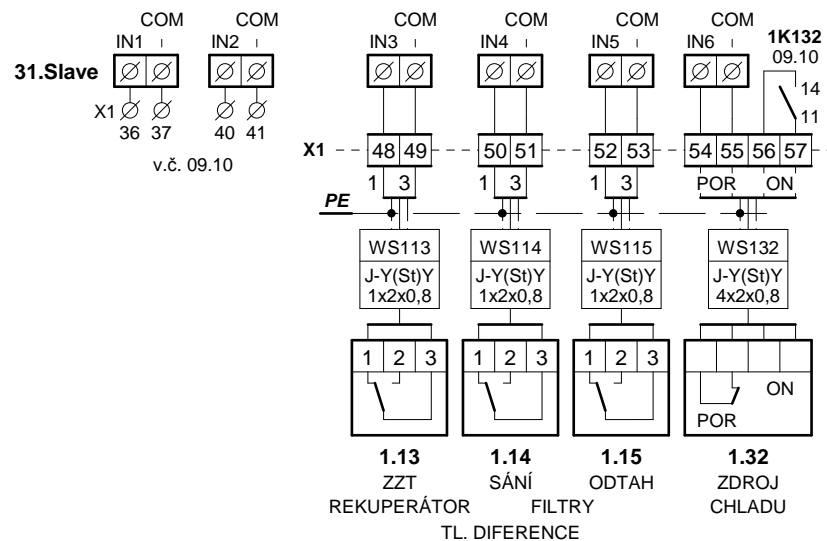 COM COM COM COM COM COM
IN1 IN2 IN3 IN4 IN5 IN6 1K132
31.Slave 09.10
14
X1 11
36 37 40 41
v.č. 09.10
X1 48 49 50 51 52 53 54 55 56 57
1 3 1 3 1 3 POR ON
PE
WS113 WS114 WS115 WS132
J-Y(St)Y J-Y(St)Y J-Y(St)Y J-Y(St)Y
1x2x0,8 1x2x0,8 1x2x0,8 4x2x0,8
1 2 3 1 2 3 1 2 3
ON
POR
1.13 1.14 1.15 1.32
ZZT SÁNÍ ODTAH ZDROJ
REKUPERÁTOR FILTRY CHLADU
TL. DIFERENCE